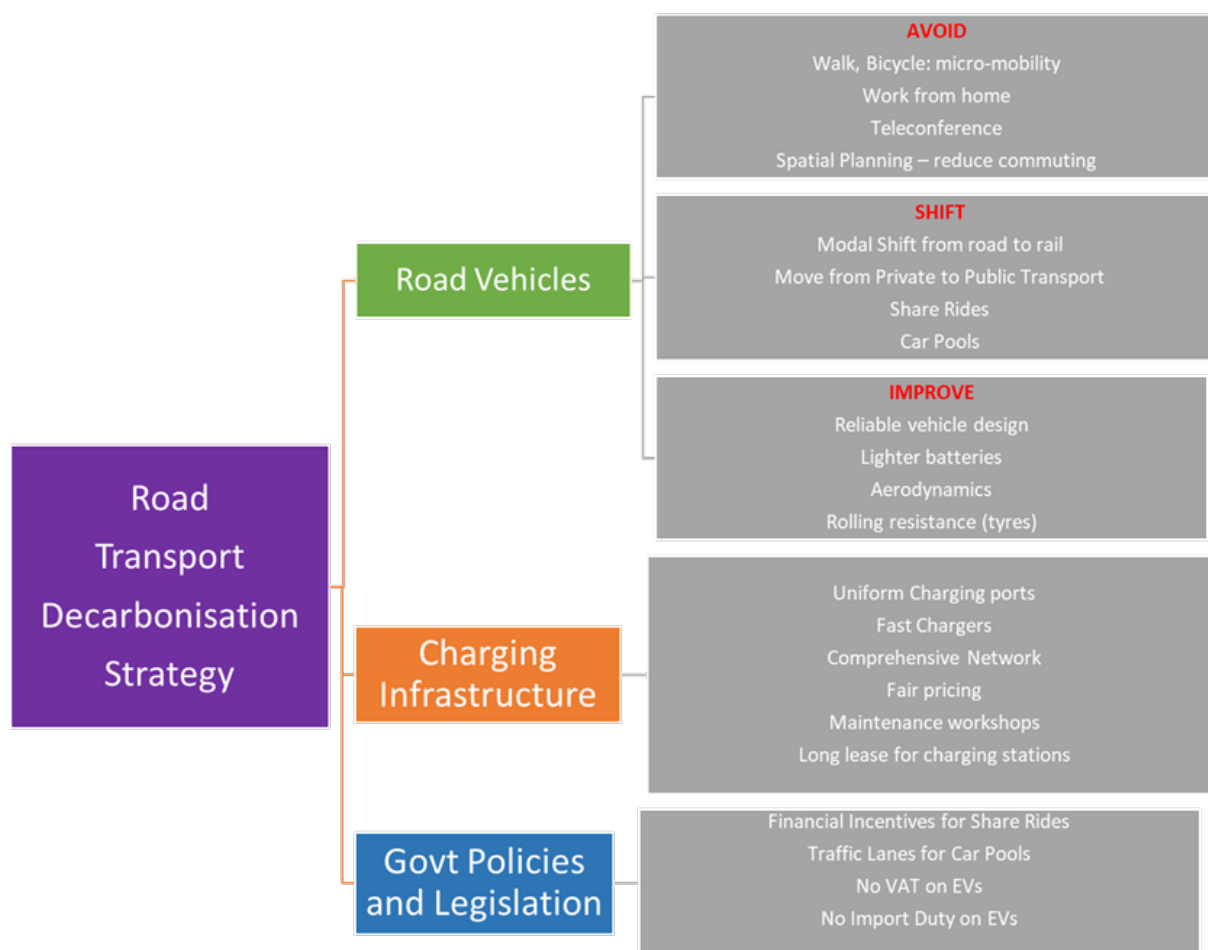 Road
Transport
Decarbonisation
Strategy
Road Vehicles
AVOID
Walk, Bicycle: micro-mobility
Work from home
Teleconference
Spatial Planning – reduce commuting
SHIFT
Modal Shift from road to rail
Move from Private to Public Transport
Share Rides
Car Pools
IMPROVE
Reliable vehicle design
Lighter batteries
Aerodynamics
Rolling resistance (tyres)
Charging
Infrastructure
Uniform Charging ports
Fast Chargers
Comprehensive Network
Fair pricing
Maintenance workshops
Long lease for charging stations
Govt Policies
and Legislation
Financial Incentives for Share Rides
Traffic Lanes for Car Pools
No VAT on EVs
No Import Duty on EVs